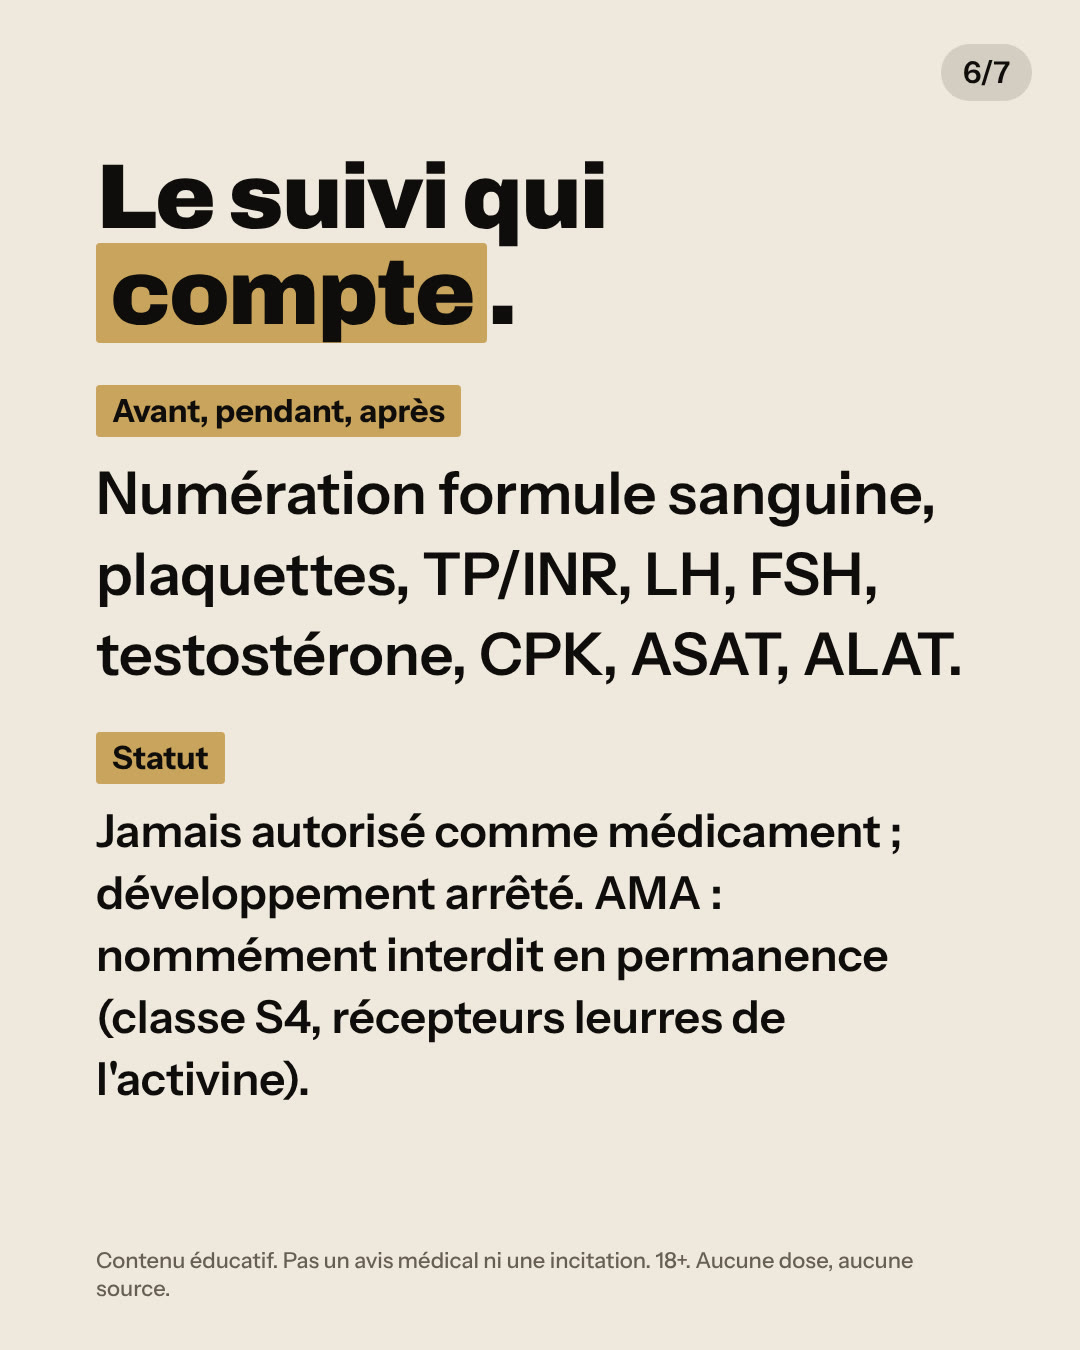 6/7
Le suivi qui
compte.
Avant, pendant, après
Numération formule sanguine,
plaquettes, TP/INR, LH, FSH,
testostérone, CPK, ASAT, ALAT.
Statut
Jamais autorisé comme médicament ;
développement arrêté. AMA :
nommément interdit en permanence
(classe S4, récepteurs leurres de
l'activine).
Contenu éducatif. Pas un avis médical ni une incitation. 18+. Aucune dose, aucune
source.